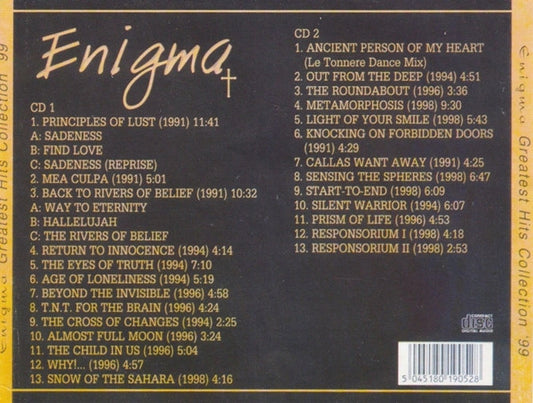 Enigma Greatest Hits Collection '99
Enigma
CD 1
1. PRINCIPLES OF LUST (1991) 11:41
A: SADENESS
B: FIND LOVE
C: SADENESS (REPRISE)
2. MEA CULPA (1991) 5:01
3. BACK TO RIVERS OF BELIEF (1991) 10:32
A: WAY TO ETERNITY
B: HALLELUJAH
C: THE RIVERS OF BELIEF
4. RETURN TO INNOCENCE (1994) 4:14
5. THE EYES OF TRUTH (1994) 7:10
6. AGE OF LONELINESS (1994) 5:19
7. BEYOND THE INVISIBLE (1996) 4:58
8. T.N.T. FOR THE BRAIN (1996) 4:24
9. THE CROSS OF CHANGES (1994) 2:25
10. ALMOST FULL MOON (1996) 3:24
11. THE CHILD IN US (1996) 5:04
12. WHY!... (1996) 4:57
13. SNOW OF THE SAHARA (1998) 4:16
CD 2
1. ANCIENT PERSON OF MY HEART
(Le Tonnere Dance Mix)
2. OUT FROM THE DEEP (1994) 4:51
3. THE ROUNDABOUT (1996) 3:36
4. METAMORPHOSIS (1998) 9:30
5. LIGHT OF YOUR SMILE (1998) 5:43
6. KNOCKING ON FORBIDDEN DOORS
(1991) 4:29
7. CALLAS WANT AWAY (1991) 4:25
8. SENSING THE SPHERES (1998) 6:47
9. START-TO-END (1998) 6:09
10. SILENT WARRIOR (1994) 6:07
11. PRISM OF LIFE (1996) 4:53
12. RESPONSORIUM I (1998) 4:18
13. RESPONSORIUM II (1998) 2:53
COMPACT
disc
DIGITAL AUDIO
5 045180 190528
Enigma Greatest Hits Collection '99